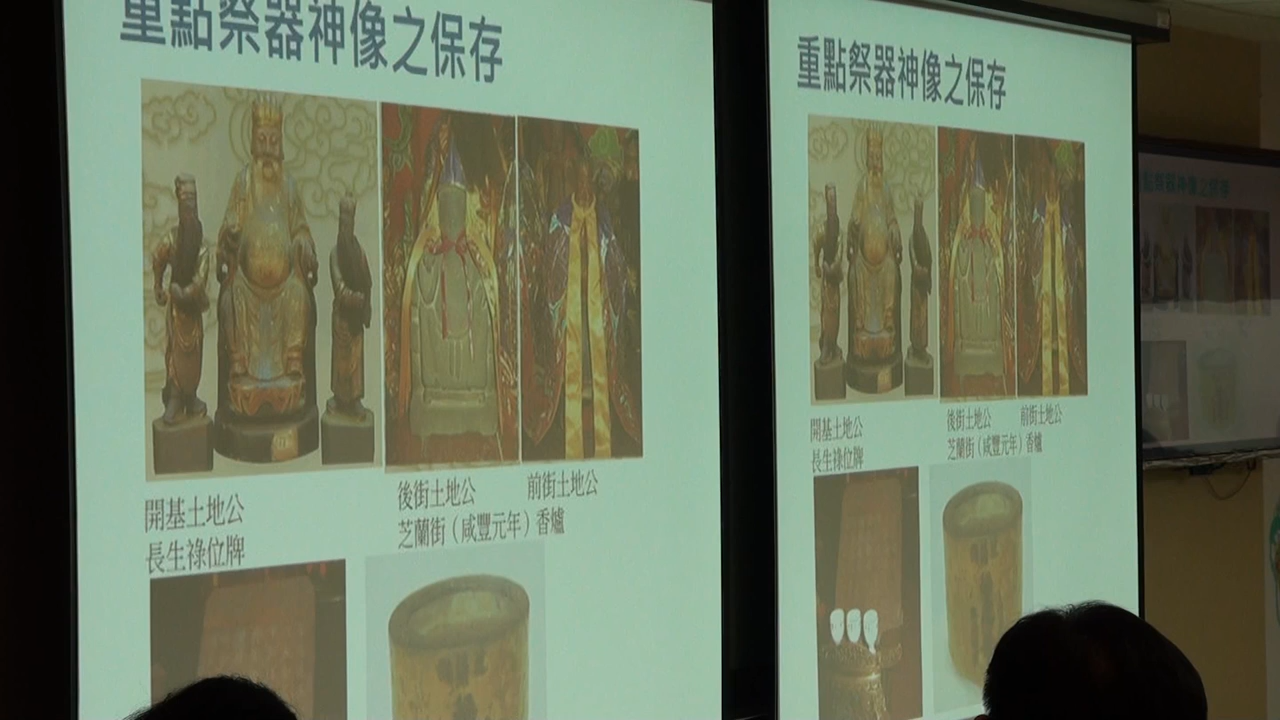 重點祭器神像之保存
開基土地公
長生祿位牌
後街土地公 前街土地公
芝蘭街（咸豐元年）香爐
重點祭器神像之保存
開基土地公
長生祿位牌
後街土地公 前街土地公
芝蘭街（咸豐元年）香爐